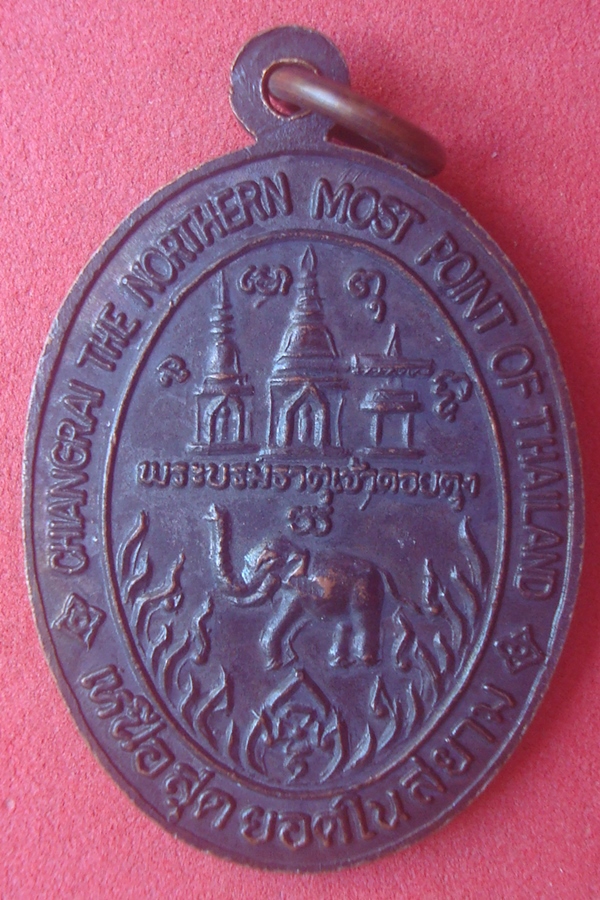 CHIANGRAI THE NORTHERN MOST POINT OF THAILAND
พระบรมธาตุเจ้าดอยตุง
เหนือสุดยอดในสยาม